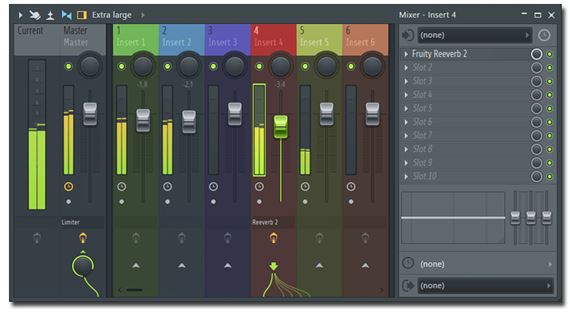 Extra large
Mixer - Insert 4
Current
Master
Master
1
Insert 1
2
Insert 2
3
Insert 3
4
Insert 4
5
Insert 5
6
Insert 6
-1.8
-2.1
-3.4
Limiter
Reeverb 2
(none)
Fruity Reeverb 2
Slot 2
Slot 3
Slot 4
Slot 5
Slot 6
Slot 7
Slot 8
Slot 9
Slot 10
(none)
(none)